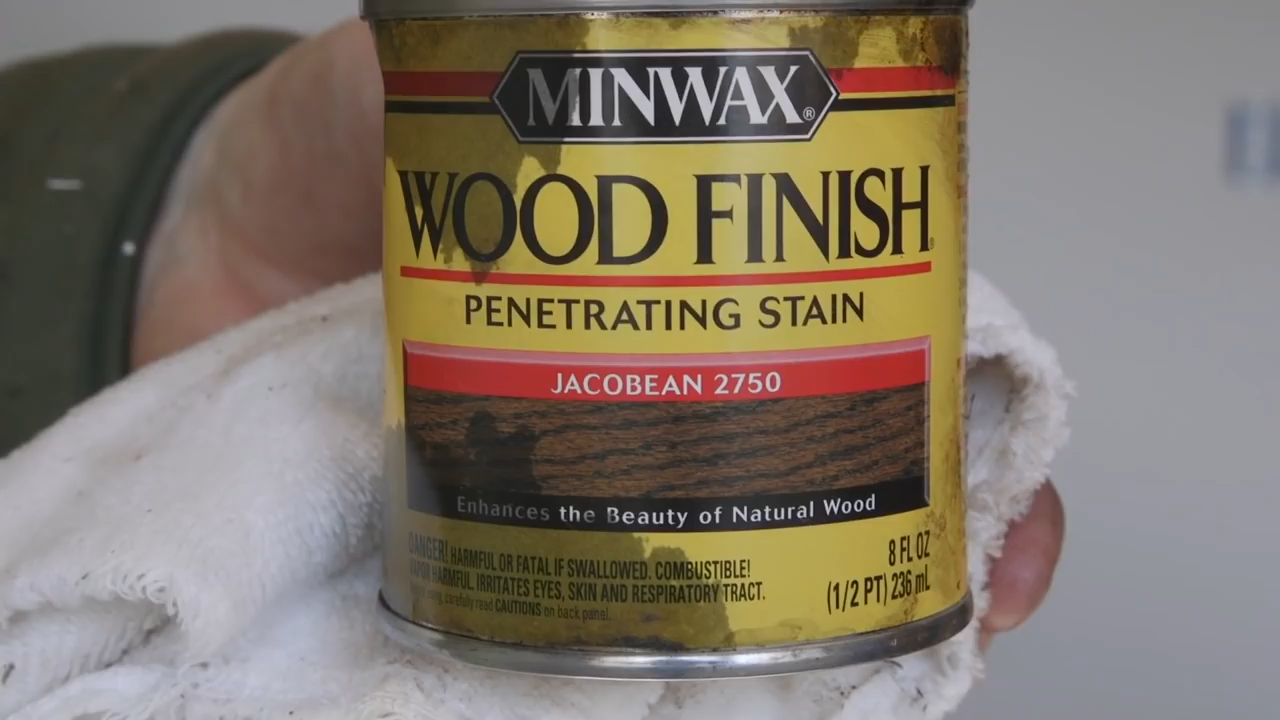 MINWAX®
WOOD FINISH®
PENETRATING STAIN
JACOBEAN 2750
Enhances the Beauty of Natural Wood
DANGER! HARMFUL OR FATAL IF SWALLOWED. COMBUSTIBLE!
VAPOR HARMFUL. IRRITATES EYES, SKIN AND RESPIRATORY TRACT.
using, carefully read CAUTIONS on back panel.
8 FL OZ
(1/2 PT) 236 mL